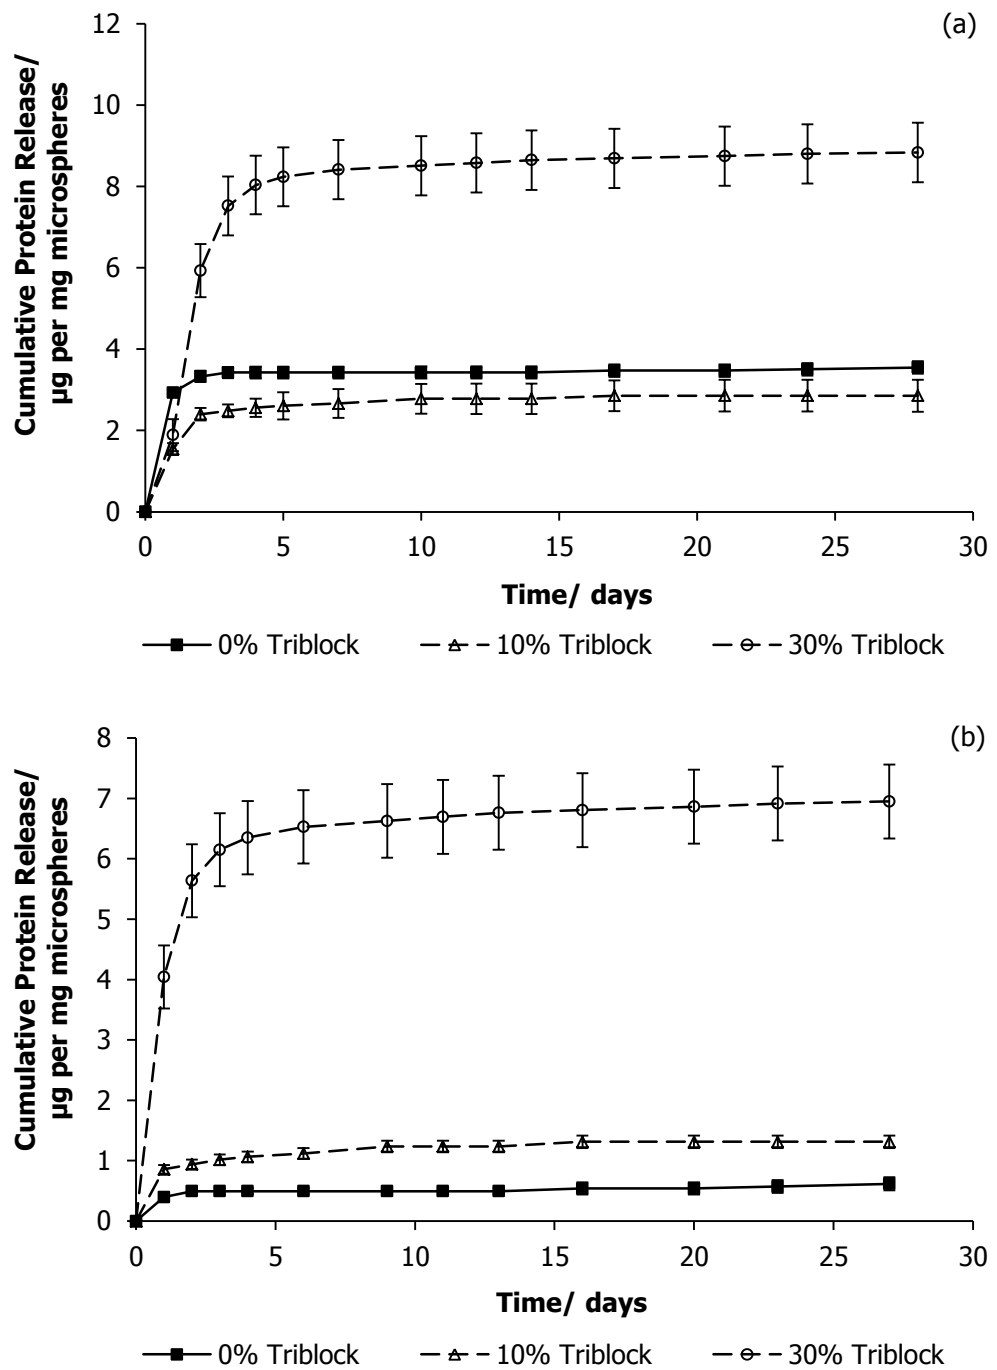 (a)
Cumulative Protein Release/
µg per mg microspheres
12
10
8
6
4
2
0
0 5 10 15 20 25 30
Time/ days
0% Triblock 10% Triblock 30% Triblock
(b)
Cumulative Protein Release/
µg per mg microspheres
8
7
6
5
4
3
2
1
0
0 5 10 15 20 25 30
Time/ days
0% Triblock 10% Triblock 30% Triblock